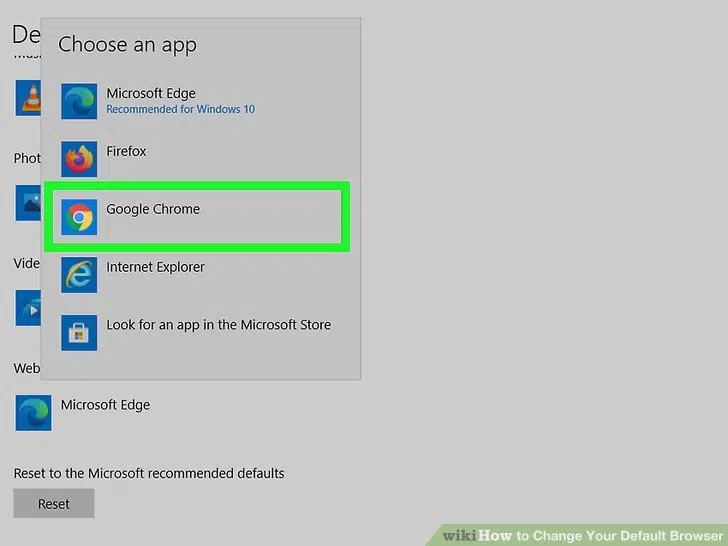 De
Choose an app
Microsoft Edge
Recommended for Windows 10
Firefox
Phot
Google Chrome
Vide
Internet Explorer
Look for an app in the Microsoft Store
Web
Microsoft Edge
Reset to the Microsoft recommended defaults
Reset
wikiHow to Change Your Default Browser